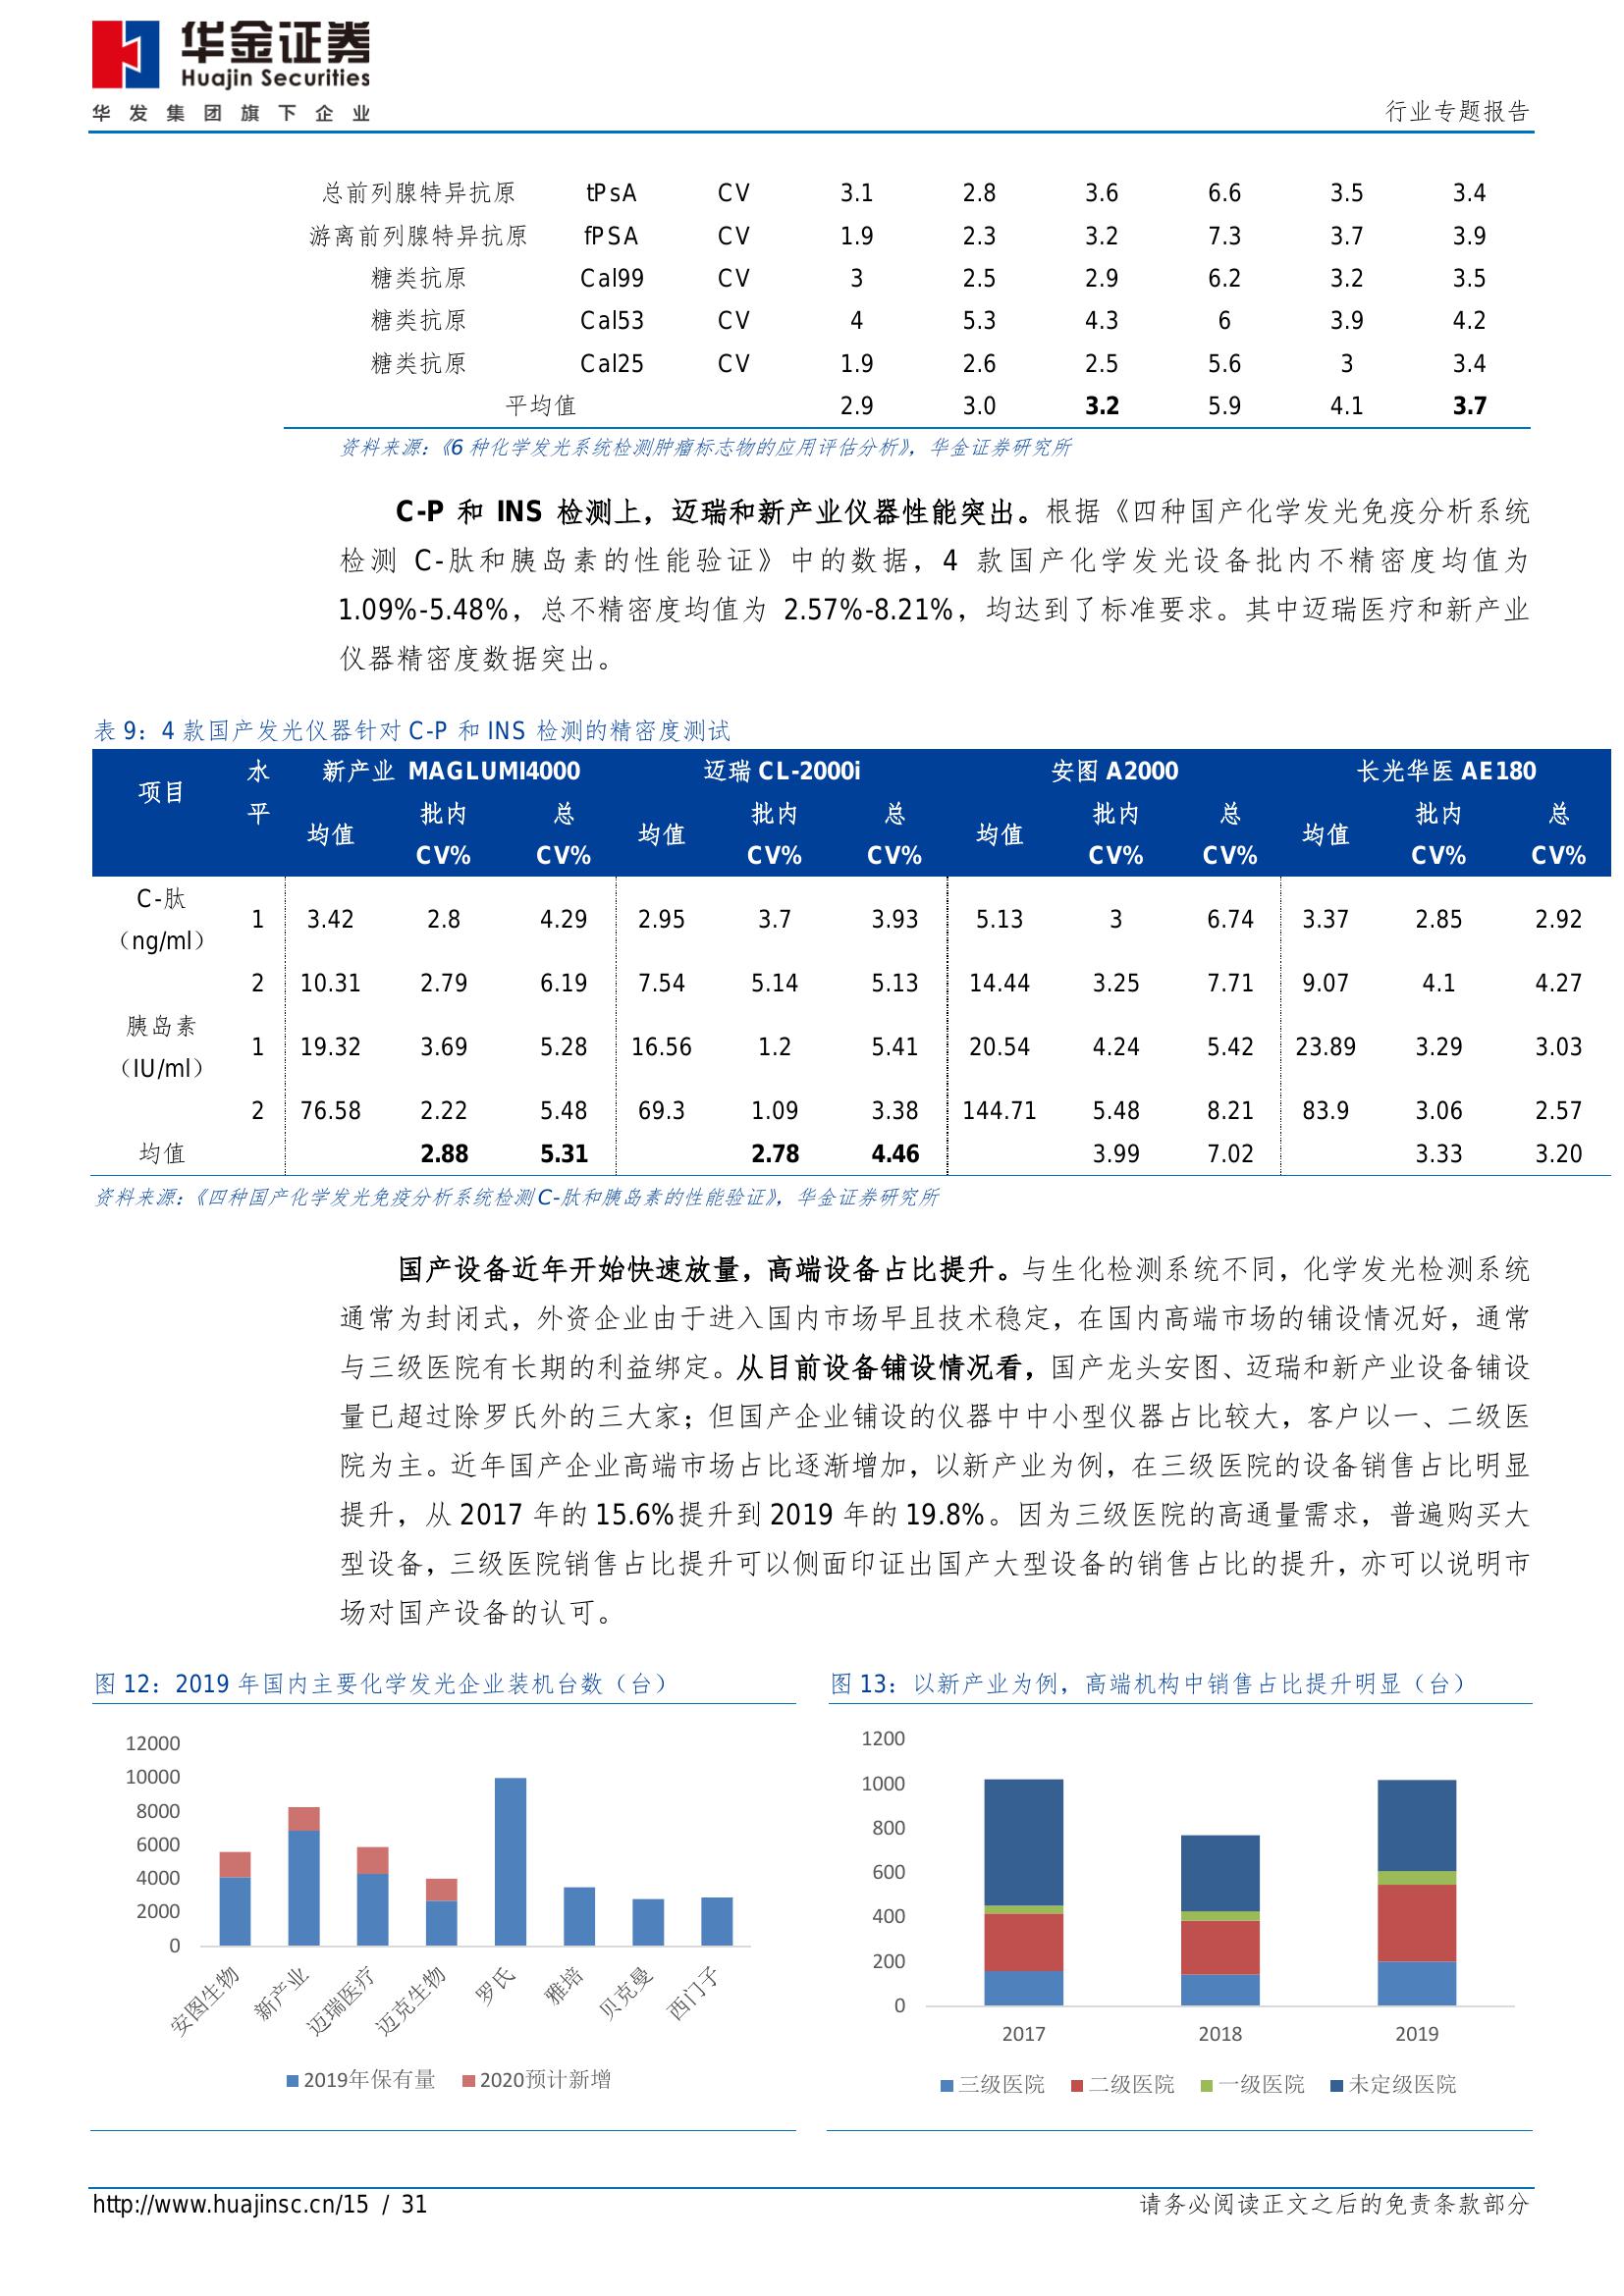 华金证券
Huajin Securities
华发集团旗下企业
行业专题报告
总前列腺特异抗原 tPsA CV 3.1 2.8 3.6 6.6 3.5 3.4
游离前列腺特异抗原 fPSA CV 1.9 2.3 3.2 7.3 3.7 3.9
糖类抗原 Cal99 CV 3 2.5 2.9 6.2 3.2 3.5
糖类抗原 Cal53 CV 4 5.3 4.3 6 3.9 4.2
糖类抗原 Cal25 CV 1.9 2.6 2.5 5.6 3 3.4
平均值 2.9 3.0 3.2 5.9 4.1 3.7
资料来源：《6 种化学发光系统检测肿瘤标志物的应用评估分析》，华金证券研究所
C-P 和 INS 检测上，迈瑞和新产业仪器性能突出。根据《四种国产化学发光免疫分析系统
检测 C-肽和胰岛素的性能验证》中的数据，4 款国产化学发光设备批内不精密度均值为
1.09%-5.48%，总不精密度均值为 2.57%-8.21%，均达到了标准要求。其中迈瑞医疗和新产业
仪器精密度数据突出。
表 9：4 款国产发光仪器针对 C-P 和 INS 检测的精密度测试
项目 水平 新产业 MAGLUMI4000 迈瑞 CL-2000i 安图 A2000 长光华医 AE180
均值 批内 CV% 总 CV% 均值 批内 CV% 总 CV% 均值 批内 CV% 总 CV% 均值 批内 CV% 总 CV%
C-肽（ng/ml） 1 3.42 2.8 4.29 2.95 3.7 3.93 5.13 3 6.74 3.37 2.85 2.92
2 10.31 2.79 6.19 7.54 5.14 5.13 14.44 3.25 7.71 9.07 4.1 4.27
胰岛素（IU/ml） 1 19.32 3.69 5.28 16.56 1.2 5.41 20.54 4.24 5.42 23.89 3.29 3.03
2 76.58 2.22 5.48 69.3 1.09 3.38 144.71 5.48 8.21 83.9 3.06 2.57
均值 2.88 5.31 2.78 4.46 3.99 7.02 3.33 3.20
资料来源：《四种国产化学发光免疫分析系统检测 C-肽和胰岛素的性能验证》，华金证券研究所
国产设备近年开始快速放量，高端设备占比提升。与生化检测系统不同，化学发光检测系统
通常为封闭式，外资企业由于进入国内市场早且技术稳定，在国内高端市场的铺设情况好，通常
与三级医院有长期的利益绑定。从目前设备铺设情况看，国产龙头安图、迈瑞和新产业设备铺设
量已超过除罗氏外的三大家；但国产企业铺设的仪器中中小型仪器占比较大，客户以一、二级医
院为主。近年国产企业高端市场占比逐渐增加，以新产业为例，在三级医院的设备销售占比明显
提升，从 2017 年的 15.6%提升到 2019 年的 19.8%。因为三级医院的高通量需求，普遍购买大
型设备，三级医院销售占比提升可以侧面印证出国产大型设备的销售占比的提升，亦可以说明市
场对国产设备的认可。
图 12：2019 年国内主要化学发光企业装机台数（台）
12000
10000
8000
6000
4000
2000
0
安图生物 新产业 迈瑞医疗 迈克生物 罗氏 雅培 贝克曼 西门子
2019年保有量 2020预计新增
图 13：以新产业为例，高端机构中销售占比提升明显（台）
1200
1000
800
600
400
200
0
2017 2018 2019
三级医院 二级医院 一级医院 未定级医院
http://www.huajinsc.cn/15 / 31
请务必阅读正文之后的免责条款部分